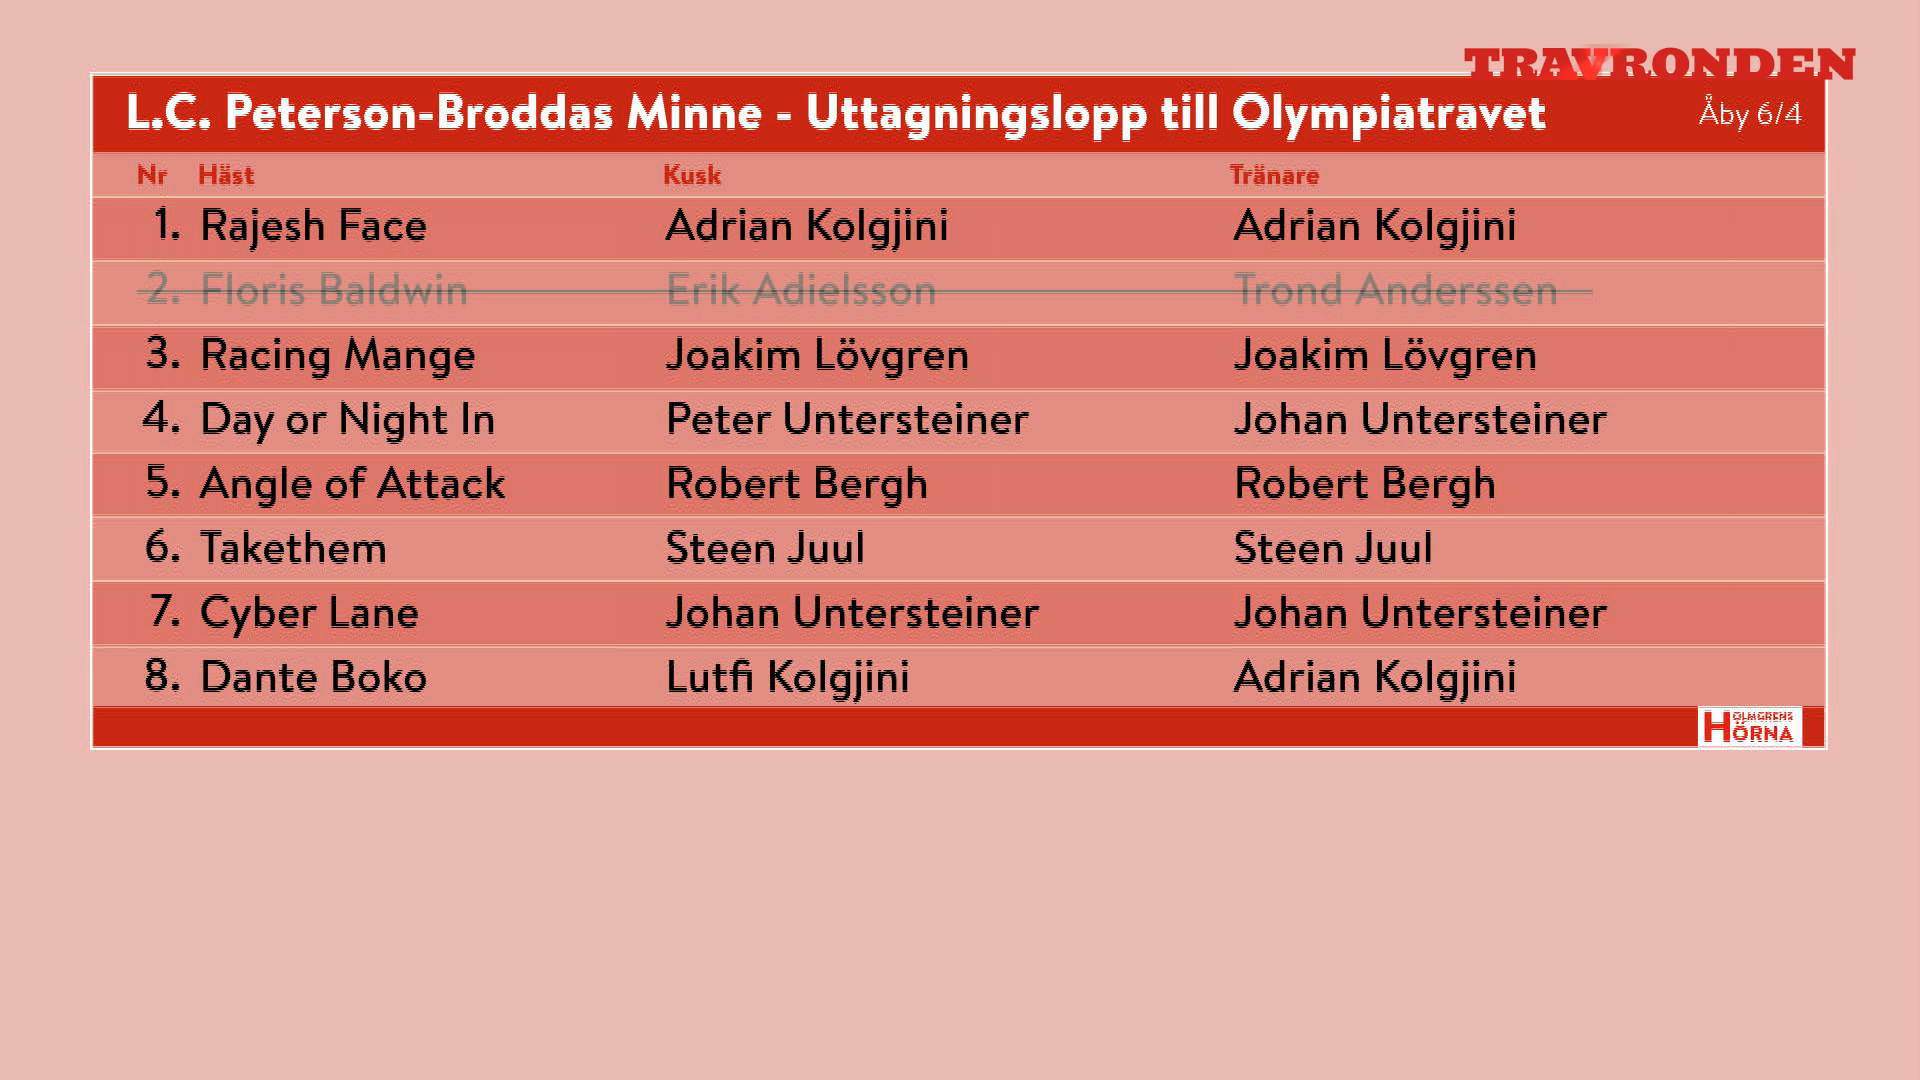 TRAVRONDEN
L.C. Peterson-Broddas Minne - Uttagningslopp till Olympiatravet Åby 6/4
Nr Häst Kusk Tränare
1. Rajesh Face Adrian Kolgjini Adrian Kolgjini
2. Floris Baldwin Erik Adielsson Trond Anderssen
3. Racing Mange Joakim Lövgren Joakim Lövgren
4. Day or Night In Peter Untersteiner Johan Untersteiner
5. Angle of Attack Robert Bergh Robert Bergh
6. Takethem Steen Juul Steen Juul
7. Cyber Lane Johan Untersteiner Johan Untersteiner
8. Dante Boko Lutfi Kolgjini Adrian Kolgjini
HOLMGRENS
HÖRNA